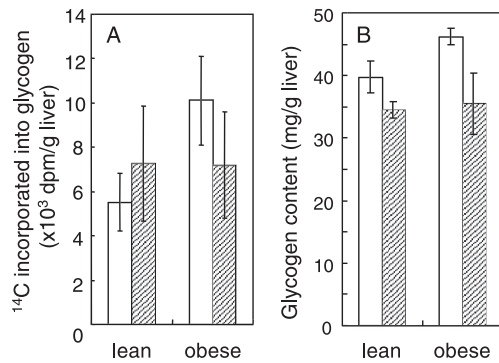 A
14
12
10
8
6
4
2
0
¹⁴C incorporated into glycogen
(x10³ dpm/g liver)
lean obese
B
50
40
30
20
10
0
Glycogen content (mg/g liver)
lean obese